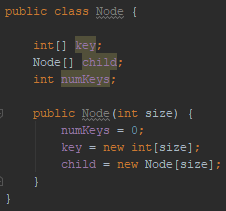 public class Node {
int[] key;
Node[] child;
int numKeys;
public Node(int size) {
numKeys = 0;
key = new int[size];
child = new Node[size];
}
}